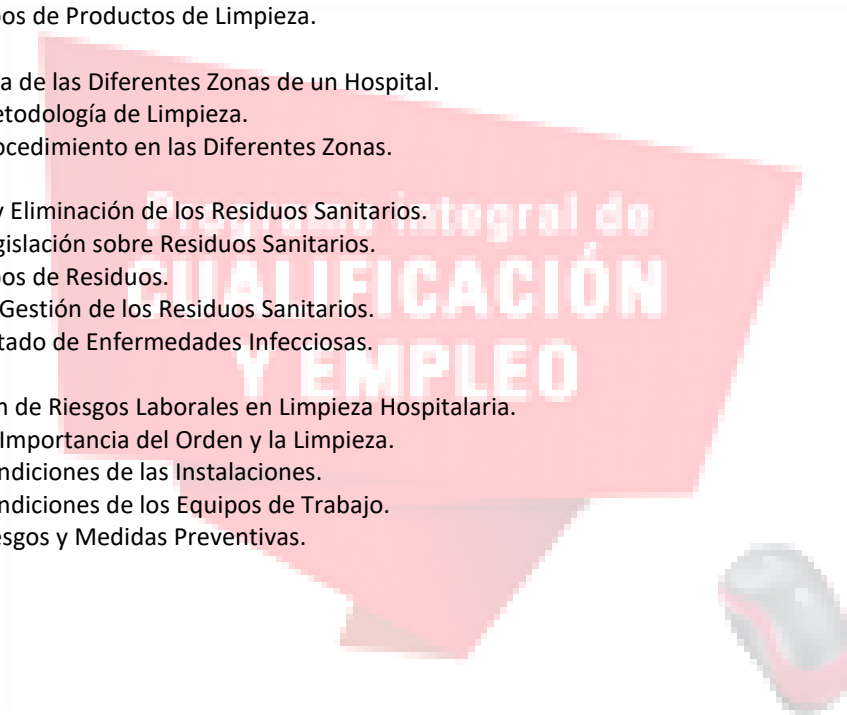 os de Productos de Limpieza.
a de las Diferentes Zonas de un Hospital.
etodología de Limpieza.
ocedimiento en las Diferentes Zonas.
y Eliminación de los Residuos Sanitarios.
gislación sobre Residuos Sanitarios.
os de Residuos.
Gestión de los Residuos Sanitarios.
tado de Enfermedades Infecciosas.
n de Riesgos Laborales en Limpieza Hospitalaria.
Importancia del Orden y la Limpieza.
ndiciones de las Instalaciones.
ndiciones de los Equipos de Trabajo.
esgos y Medidas Preventivas.
Programa integral de
CUALIFICACIÓN
Y EMPLEO